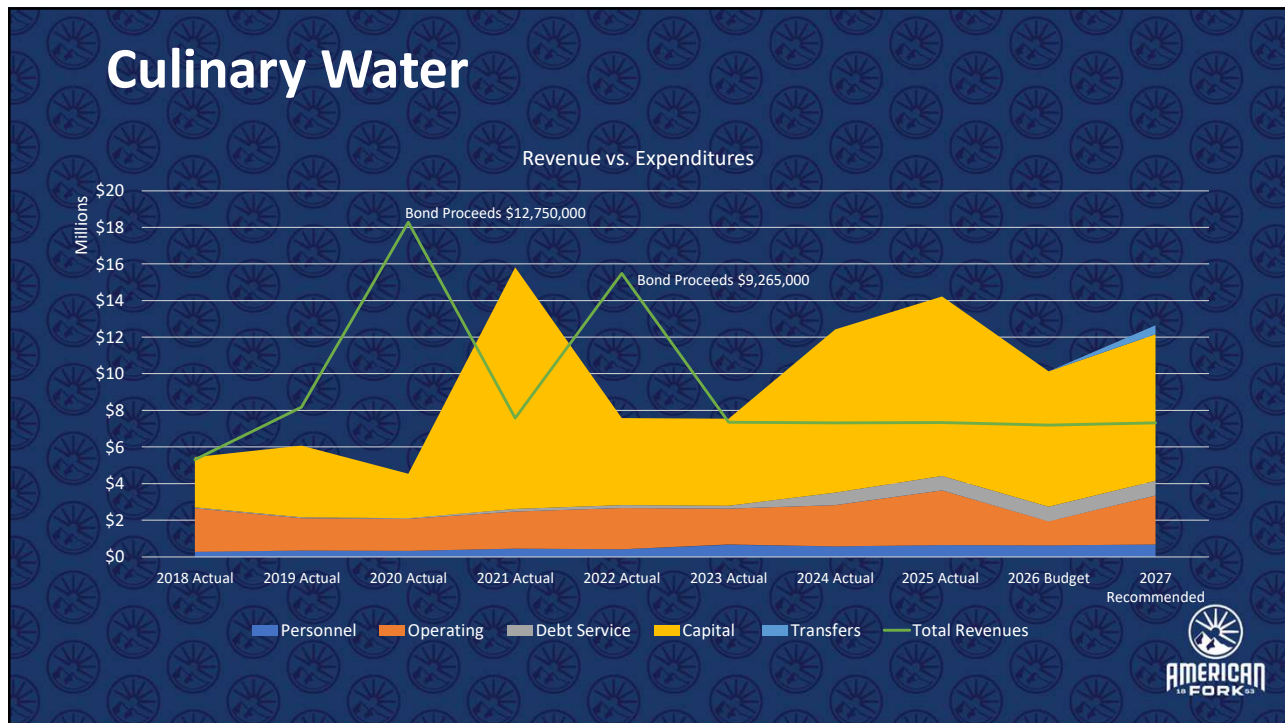 Culinary Water
Revenue vs. Expenditures
Millions
$20
$18
$16
$14
$12
$10
$8
$6
$4
$2
$0
Bond Proceeds $12,750,000
Bond Proceeds $9,265,000
2018 Actual
2019 Actual
2020 Actual
2021 Actual
2022 Actual
2023 Actual
2024 Actual
2025 Actual
2026 Budget
2027
Recommended
Personnel
Operating
Debt Service
Capital
Transfers
Total Revenues
AMERICAN
18 FORK 53